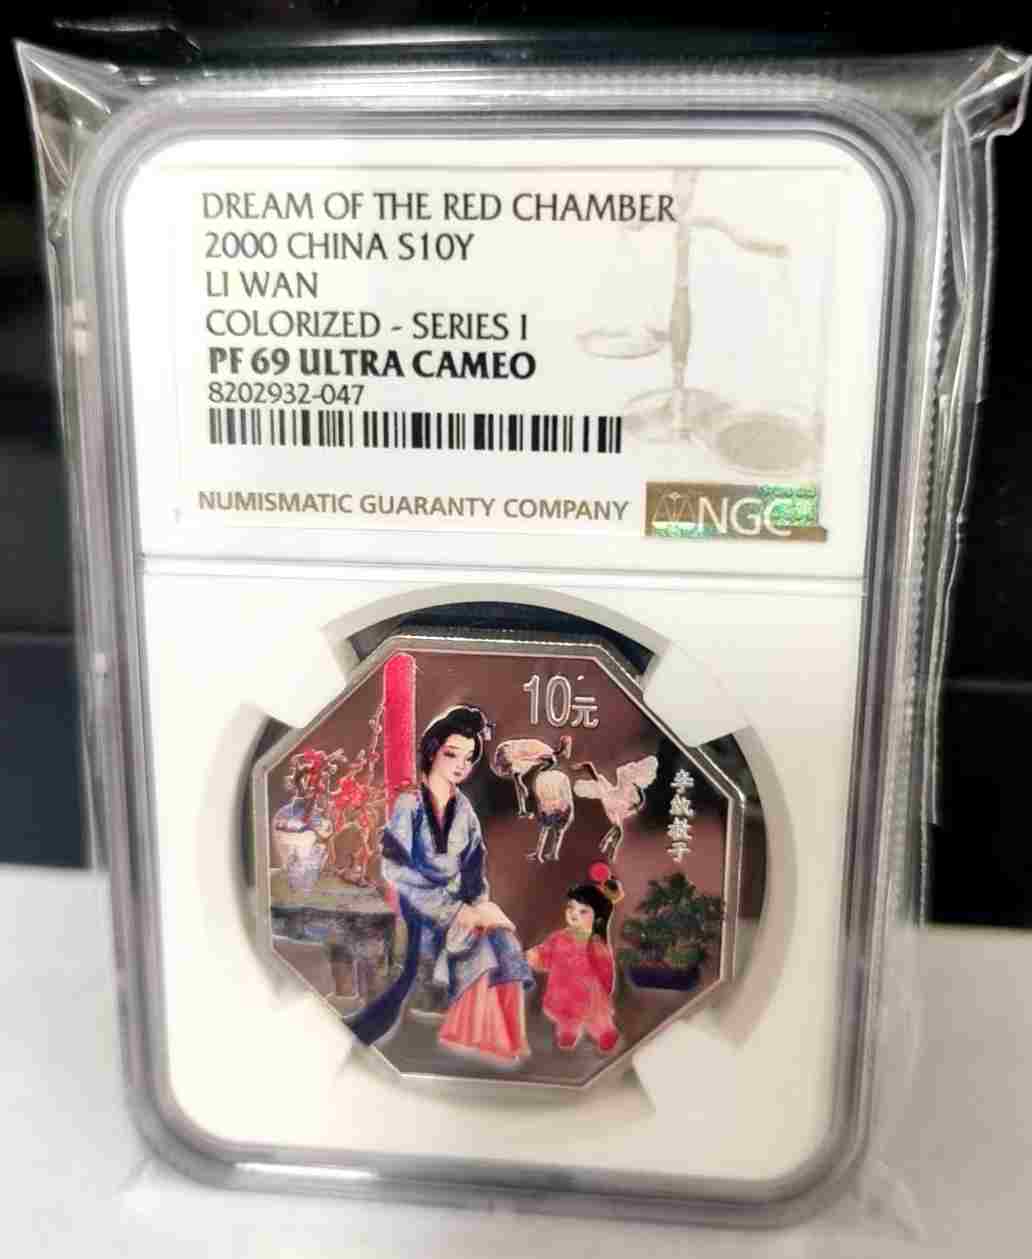 DREAM OF THE RED CHAMBER
2000 CHINA S10Y
LI WAN
COLORIZED - SERIES I
PF 69 ULTRA CAMEO
8202932-047
NUMISMATIC GUARANTY COMPANY
NGC
10元
李紈教子